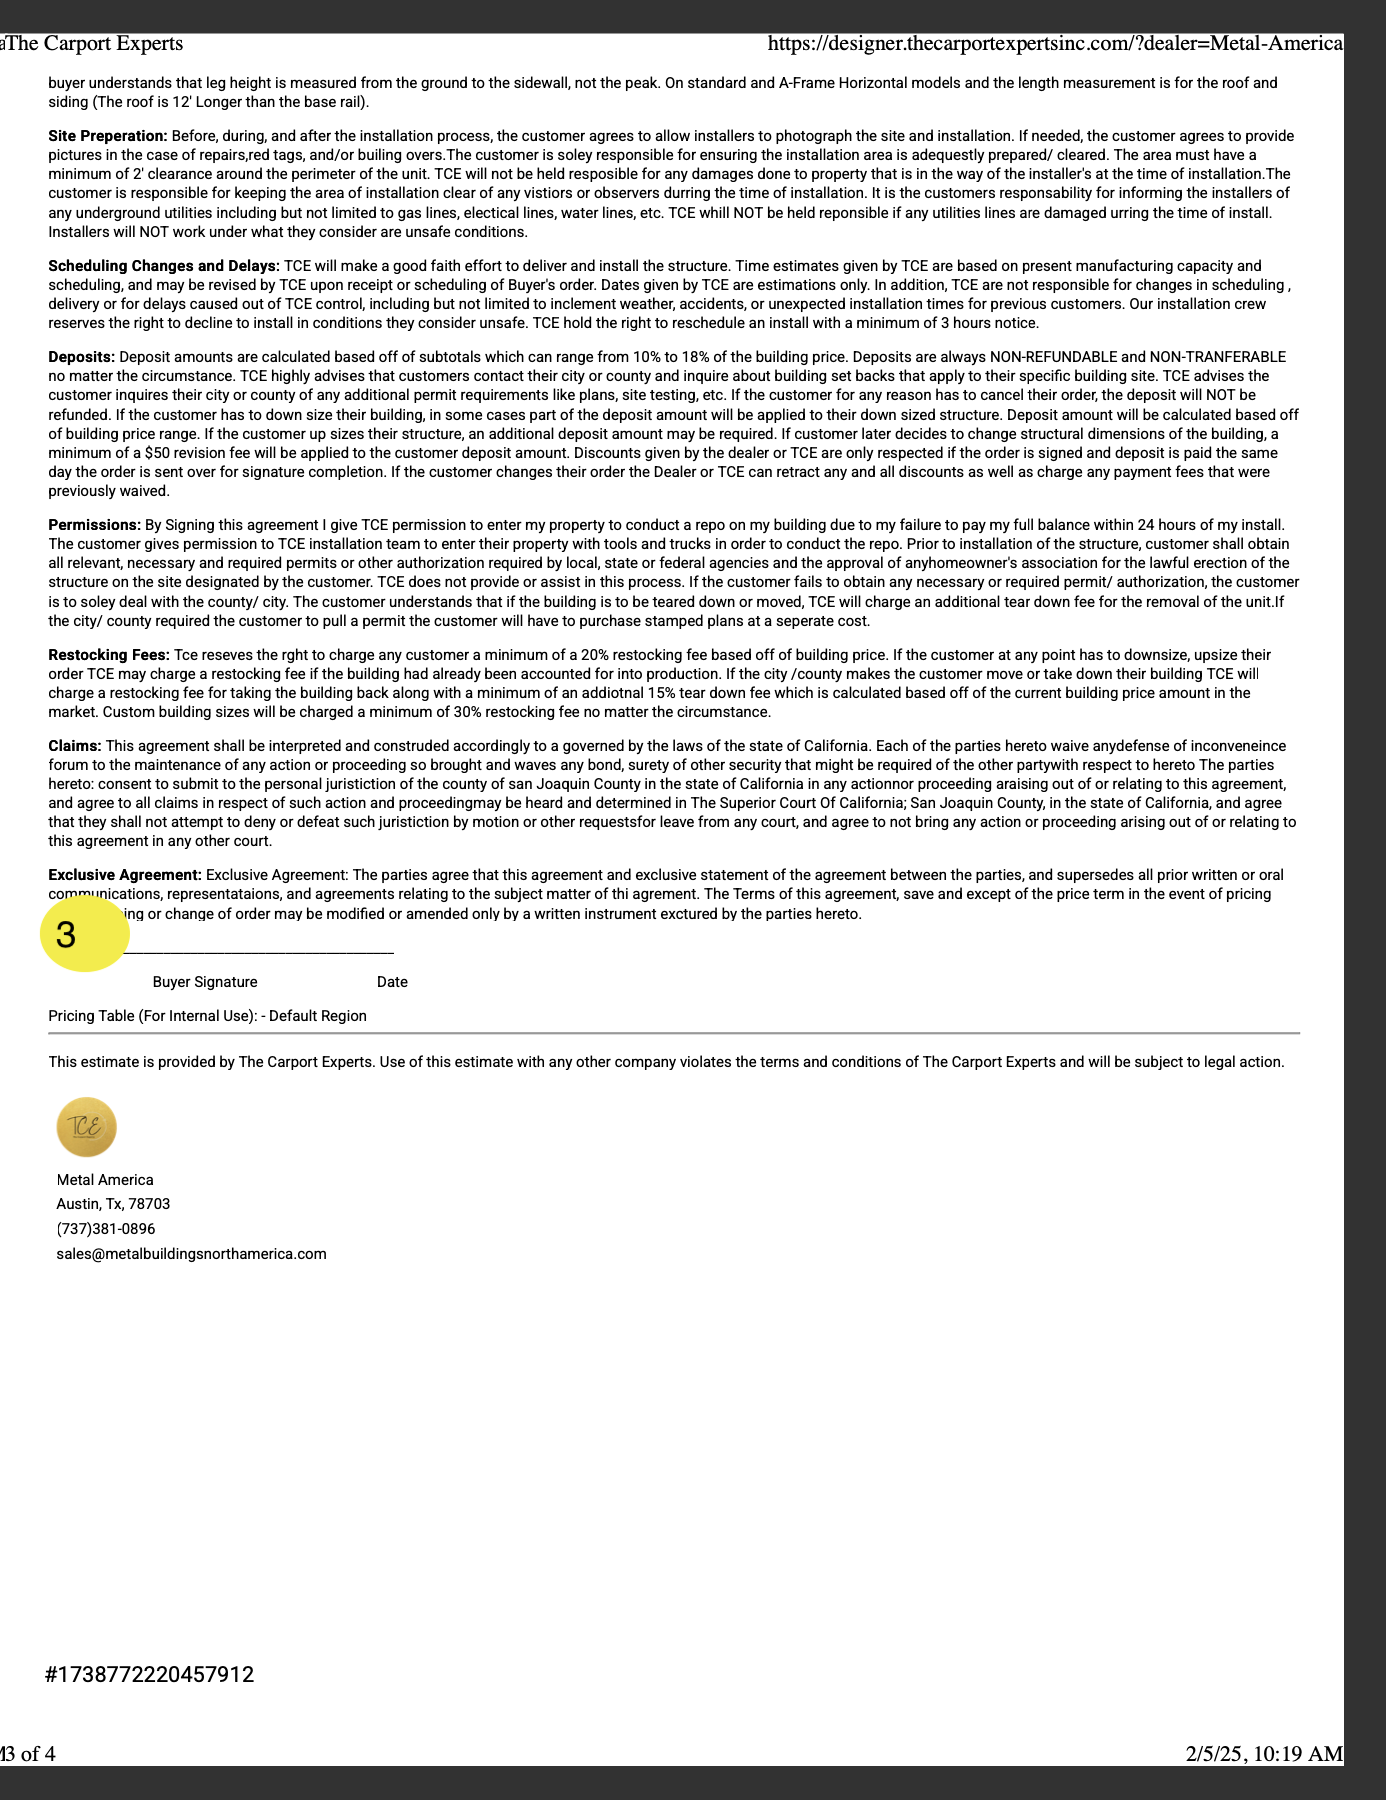 The Carport Experts https://designer.thecarportexpertsinc.com/?dealer=Metal-America
buyer understands that leg height is measured from the ground to the sidewall, not the peak. On standard and A-Frame Horizontal models and the length measurement is for the roof and
siding (The roof is 12' Longer than the base rail).
Site Preperation: Before, during, and after the installation process, the customer agrees to allow installers to photograph the site and installation. If needed, the customer agrees to provide
pictures in the case of repairs,red tags, and/or builing overs.The customer is soley responsible for ensuring the installation area is adequestly prepared/ cleared. The area must have a
minimum of 2' clearance around the perimeter of the unit. TCE will not be held resposible for any damages done to property that is in the way of the installer's at the time of installation.The
customer is responsible for keeping the area of installation clear of any vistiors or observers durring the time of installation. It is the customers responsability for informing the installers of
any underground utilities including but not limited to gas lines, electical lines, water lines, etc. TCE whill NOT be held reponsible if any utilities lines are damaged urring the time of install.
Installers will NOT work under what they consider are unsafe conditions.
Scheduling Changes and Delays: TCE will make a good faith effort to deliver and install the structure. Time estimates given by TCE are based on present manufacturing capacity and
scheduling, and may be revised by TCE upon receipt or scheduling of Buyer's order. Dates given by TCE are estimations only. In addition, TCE are not responsible for changes in scheduling ,
delivery or for delays caused out of TCE control, including but not limited to inclement weather, accidents, or unexpected installation times for previous customers. Our installation crew
reserves the right to decline to install in conditions they consider unsafe. TCE hold the right to reschedule an install with a minimum of 3 hours notice.
Deposits: Deposit amounts are calculated based off of subtotals which can range from 10% to 18% of the building price. Deposits are always NON-REFUNDABLE and NON-TRANFERABLE
no matter the circumstance. TCE highly advises that customers contact their city or county and inquire about building set backs that apply to their specific building site. TCE advises the
customer inquires their city or county of any additional permit requirements like plans, site testing, etc. If the customer for any reason has to cancel their order, the deposit will NOT be
refunded. If the customer has to down size their building, in some cases part of the deposit amount will be applied to their down sized structure. Deposit amount will be calculated based off
of building price range. If the customer up sizes their structure, an additional deposit amount may be required. If customer later decides to change structural dimensions of the building, a
minimum of a $50 revision fee will be applied to the customer deposit amount. Discounts given by the dealer or TCE are only respected if the order is signed and deposit is paid the same
day the order is sent over for signature completion. If the customer changes their order the Dealer or TCE can retract any and all discounts as well as charge any payment fees that were
previously waived.
Permissions: By Signing this agreement I give TCE permission to enter my property to conduct a repo on my building due to my failure to pay my full balance within 24 hours of my install.
The customer gives permission to TCE installation team to enter their property with tools and trucks in order to conduct the repo. Prior to installation of the structure, customer shall obtain
all relevant, necessary and required permits or other authorization required by local, state or federal agencies and the approval of anyhomeowner's association for the lawful erection of the
structure on the site designated by the customer. TCE does not provide or assist in this process. If the customer fails to obtain any necessary or required permit/ authorization, the customer
is to soley deal with the county/ city. The customer understands that if the building is to be teared down or moved, TCE will charge an additional tear down fee for the removal of the unit.If
the city/ county required the customer to pull a permit the customer will have to purchase stamped plans at a seperate cost.
Restocking Fees: Tce reseves the rght to charge any customer a minimum of a 20% restocking fee based off of building price. If the customer at any point has to downsize, upsize their
order TCE may charge a restocking fee if the building had already been accounted for into production. If the city /county makes the customer move or take down their building TCE will
charge a restocking fee for taking the building back along with a minimum of an addiotnal 15% tear down fee which is calculated based off of the current building price amount in the
market. Custom building sizes will be charged a minimum of 30% restocking fee no matter the circumstance.
Claims: This agreement shall be interpreted and construded accordingly to a governed by the laws of the state of California. Each of the parties hereto waive anydefense of inconveneince
forum to the maintenance of any action or proceeding so brought and waves any bond, surety of other security that might be required of the other partywith respect to hereto The parties
hereto: consent to submit to the personal juristiction of the county of san Joaquin County in the state of California in any actionnor proceeding araising out of or relating to this agreement,
and agree to all claims in respect of such action and proceedingmay be heard and determined in The Superior Court Of California; San Joaquin County, in the state of California, and agree
that they shall not attempt to deny or defeat such juristiction by motion or other requestsfor leave from any court, and agree to not bring any action or proceeding arising out of or relating to
this agreement in any other court.
Exclusive Agreement: Exclusive Agreement: The parties agree that this agreement and exclusive statement of the agreement between the parties, and supersedes all prior written or oral
communications, representataions, and agreements relating to the subject matter of thi agrement. The Terms of this agreement, save and except of the price term in the event of pricing
or change of order may be modified or amended only by a written instrument exctured by the parties hereto.
3
Buyer Signature Date
Pricing Table (For Internal Use): - Default Region
This estimate is provided by The Carport Experts. Use of this estimate with any other company violates the terms and conditions of The Carport Experts and will be subject to legal action.
TCE
Metal America
Austin, Tx, 78703
(737)381-0896
sales@metalbuildingsnorthamerica.com
#1738772220457912
3 of 4 2/5/25, 10:19 AM